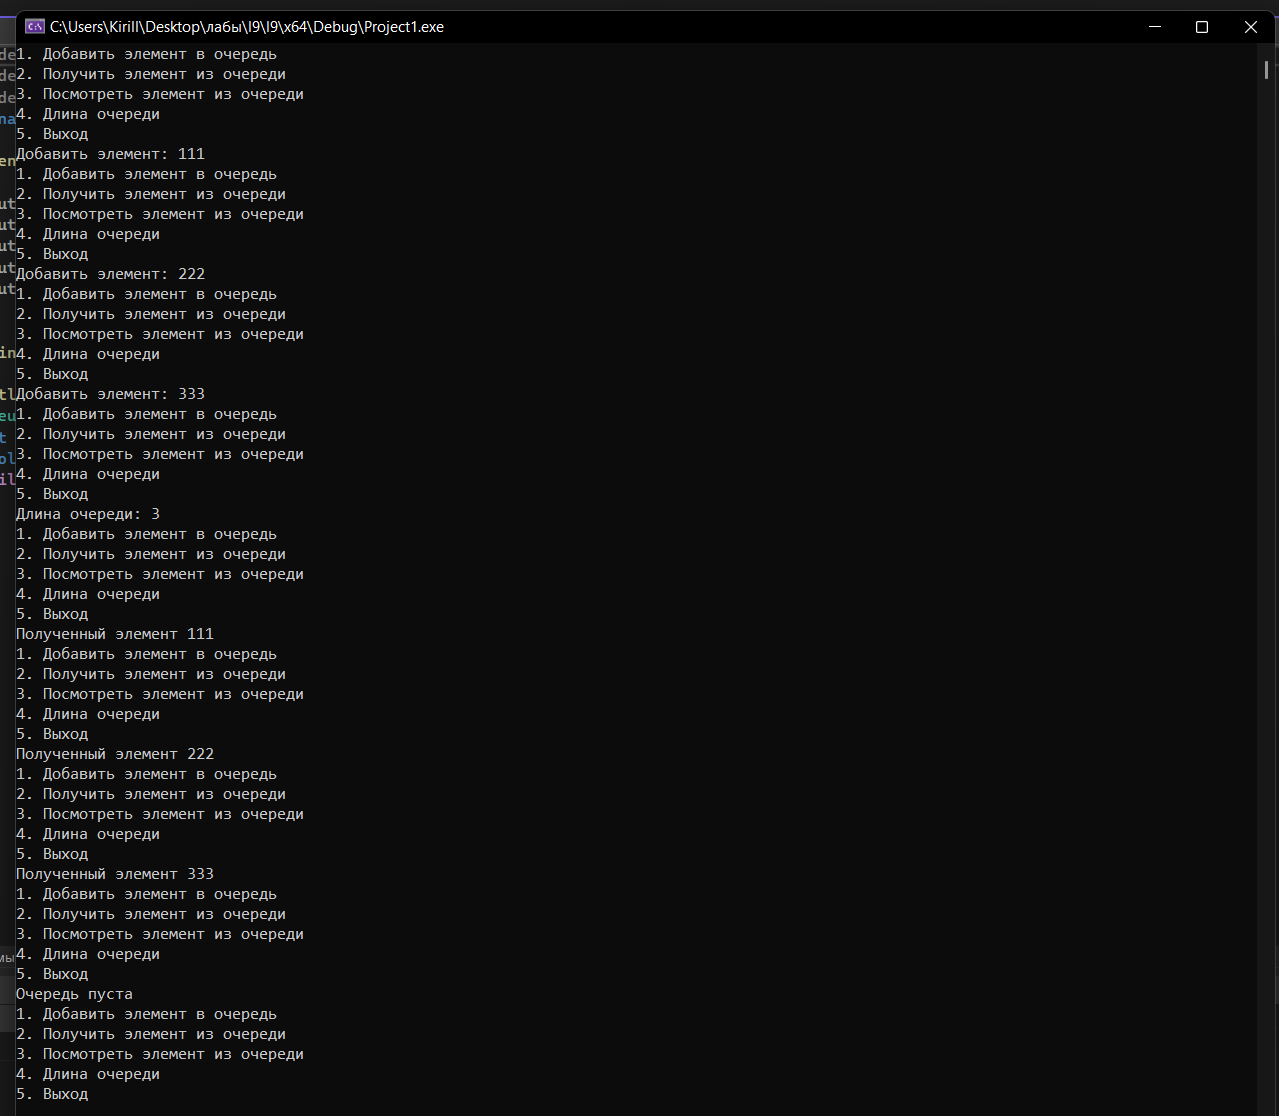 C:\Users\Kirill\Desktop\лабы\l9\l9\x64\Debug\Project1.exe
1. Добавить элемент в очередь
2. Получить элемент из очереди
3. Посмотреть элемент из очереди
4. Длина очереди
5. Выход
Добавить элемент: 111
1. Добавить элемент в очередь
2. Получить элемент из очереди
3. Посмотреть элемент из очереди
4. Длина очереди
5. Выход
Добавить элемент: 222
1. Добавить элемент в очередь
2. Получить элемент из очереди
3. Посмотреть элемент из очереди
4. Длина очереди
5. Выход
Добавить элемент: 333
1. Добавить элемент в очередь
2. Получить элемент из очереди
3. Посмотреть элемент из очереди
4. Длина очереди
5. Выход
Длина очереди: 3
1. Добавить элемент в очередь
2. Получить элемент из очереди
3. Посмотреть элемент из очереди
4. Длина очереди
5. Выход
Полученный элемент 111
1. Добавить элемент в очередь
2. Получить элемент из очереди
3. Посмотреть элемент из очереди
4. Длина очереди
5. Выход
Полученный элемент 222
1. Добавить элемент в очередь
2. Получить элемент из очереди
3. Посмотреть элемент из очереди
4. Длина очереди
5. Выход
Полученный элемент 333
1. Добавить элемент в очередь
2. Получить элемент из очереди
3. Посмотреть элемент из очереди
4. Длина очереди
5. Выход
Очередь пуста
1. Добавить элемент в очередь
2. Получить элемент из очереди
3. Посмотреть элемент из очереди
4. Длина очереди
5. Выход